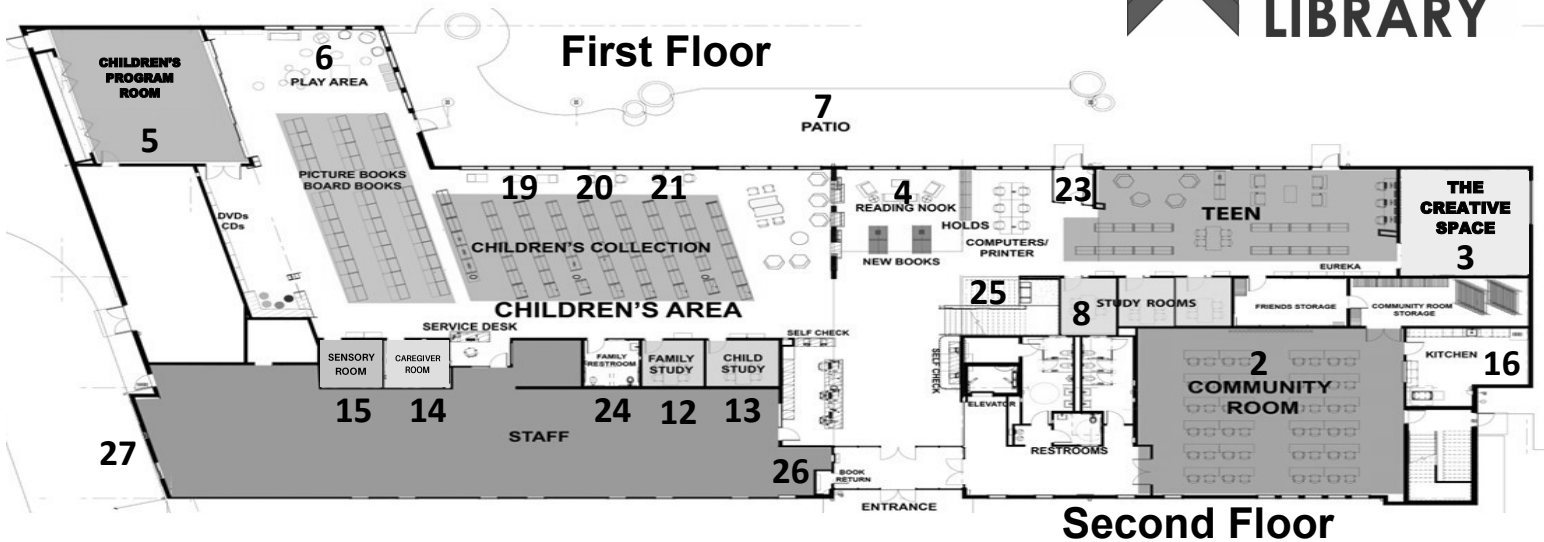 LIBRARY
First Floor
CHILDREN'S
PROGRAM
ROOM
5
6
PLAY AREA
7
PATIO
PICTURE BOOKS
BOARD BOOKS
DVDs
CDs
19
20
21
CHILDREN'S COLLECTION
CHILDREN'S AREA
4
READING NOOK
HOLDS
NEW BOOKS
COMPUTERS/
PRINTER
23
TEEN
EUREKA
THE
CREATIVE
SPACE
3
25
8
STUDY ROOMS
FRIENDS STORAGE
COMMUNITY ROOM
STORAGE
SERVICE DESK
SELF CHECK
SENSORY
ROOM
15
CAREGIVER
ROOM
14
FAMILY
RESTROOM
24
FAMILY
STUDY
12
CHILD
STUDY
13
SELF CHECK
ELEVATOR
RESTROOMS
2
COMMUNITY
ROOM
KITCHEN
16
STAFF
27
26
BOOK
RETURN
ENTRANCE
Second Floor